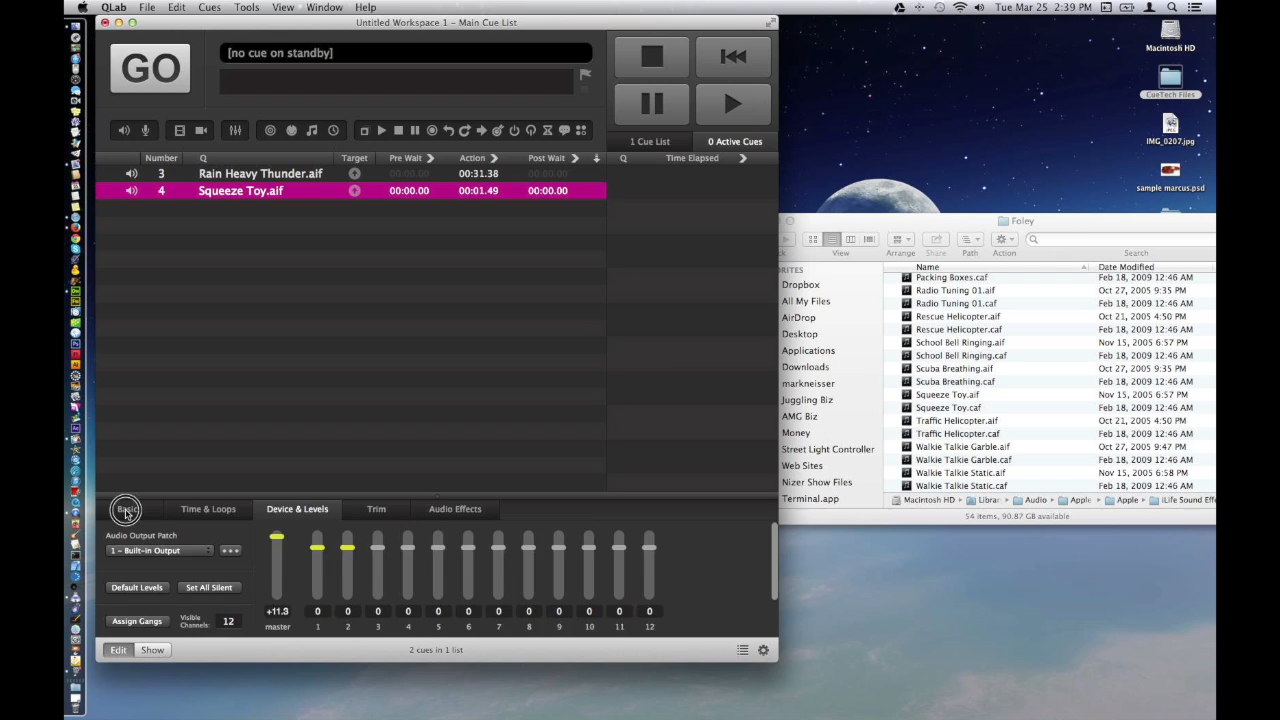 QLab File Edit Cues Tools View Window Help Tue Mar 25 2:39 PM
Untitled Workspace 1 - Main Cue List
GO
[no cue on standby]
1 Cue List 0 Active Cues
Number Q Target Pre Wait Action Post Wait Q Time Elapsed
3 Rain Heavy Thunder.aif 00:00.00 00:31.38 00:00.00
4 Squeeze Toy.aif 00:00.00 00:01.49 00:00.00
Basic Time & Loops Device & Levels Trim Audio Effects
Audio Output Patch
1 - Built-in Output
Default Levels Set All Silent
Assign Gangs Visible Channels: 12
+11.3 0 0 0 0 0 0 0 0 0 0 0 0
master 1 2 3 4 5 6 7 8 9 10 11 12
Edit Show 2 cues in 1 list
Macintosh HD
CueTech Files
IMG_0207.jpg
sample marcus.psd
Foley
View Arrange Share Path Action Search
Name Date Modified
Packing Boxes.caf Feb 18, 2009 12:46 AM
Radio Tuning 01.aif Oct 27, 2005 9:35 PM
Radio Tuning 01.caf Feb 18, 2009 12:46 AM
Rescue Helicopter.aif Oct 21, 2005 4:50 PM
Rescue Helicopter.caf Feb 18, 2009 12:46 AM
School Bell Ringing.aif Nov 15, 2005 6:57 PM
School Bell Ringing.caf Feb 18, 2009 12:46 AM
Scuba Breathing.aif Oct 27, 2005 9:35 PM
Scuba Breathing.caf Feb 18, 2009 12:46 AM
Squeeze Toy.aif Nov 15, 2005 6:57 PM
Squeeze Toy.caf Feb 18, 2009 12:46 AM
Traffic Helicopter.aif Oct 21, 2005 4:50 PM
Traffic Helicopter.caf Feb 18, 2009 12:46 AM
Walkie Talkie Garble.aif Oct 27, 2005 9:47 PM
Walkie Talkie Garble.caf Feb 18, 2009 12:46 AM
Walkie Talkie Static.aif Nov 15, 2005 6:58 PM
Walkie Talkie Static.caf Feb 18, 2009 12:46 AM
RITES
Dropbox
All My Files
AirDrop
Desktop
Applications
Downloads
markneisser
Juggling Biz
AMG Biz
Money
Street Light Controller
Web Sites
Nizer Show Files
Terminal.app
Macintosh HD Librar Audio Apple Apple iLife Sound Effe
54 items, 90.87 GB available